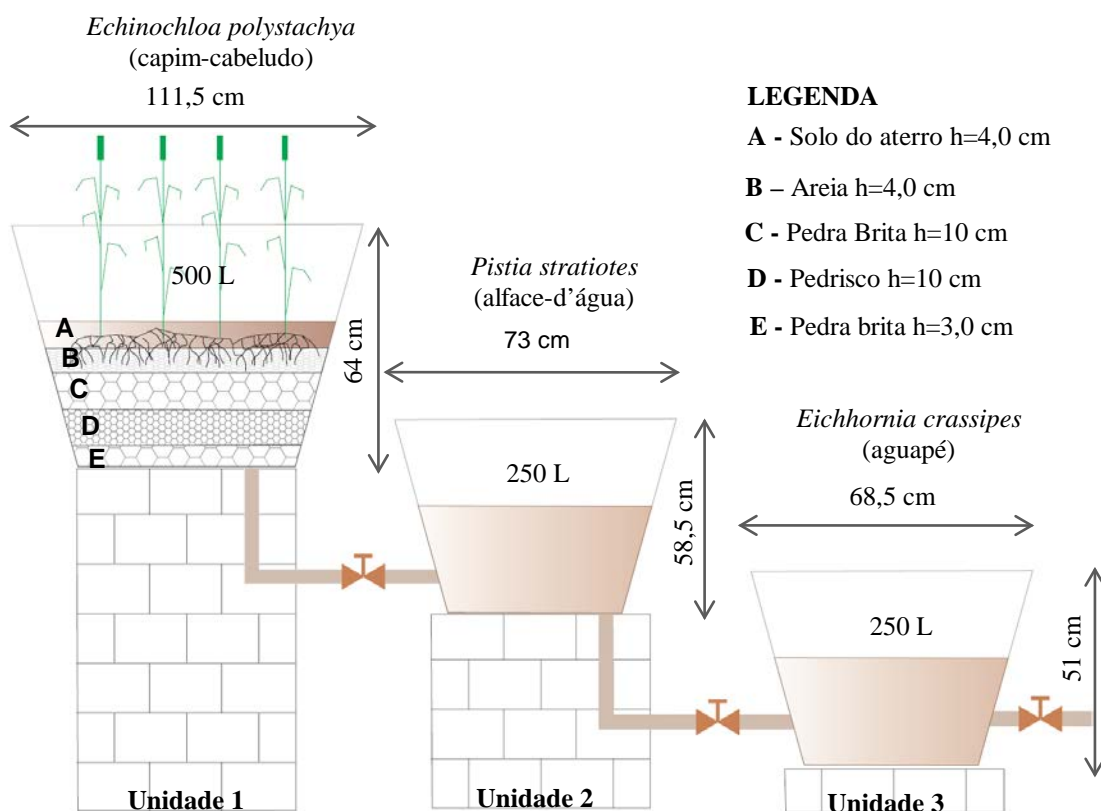 Echinochloa polystachya
(capim-cabeludo)
111,5 cm
500 L
64 cm
A
B
C
D
E
Unidade 1
Pistia stratiotes
(alface-d’água)
73 cm
250 L
58,5 cm
Unidade 2
Eichhornia crassipes
(aguapé)
68,5 cm
250 L
51 cm
Unidade 3
LEGENDA
A - Solo do aterro h=4,0 cm
B – Areia h=4,0 cm
C - Pedra Brita h=10 cm
D - Pedrisco h=10 cm
E - Pedra brita h=3,0 cm